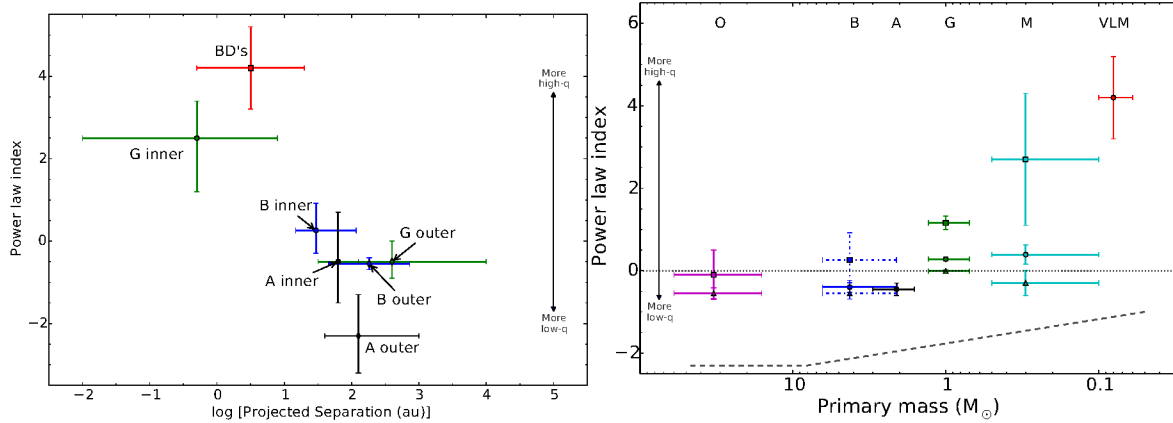 BD's
G inner
B inner
A inner
G outer
B outer
A outer
More
high-q
More
low-q
4
2
0
−2
−2
−1
0
1
2
3
4
5
Power law index
log [Projected Separation (au)]
O
B
A
G
M
VLM
More
high-q
More
low-q
6
4
2
0
−2
10
1
0.1
Power law index
Primary mass (M⊙)